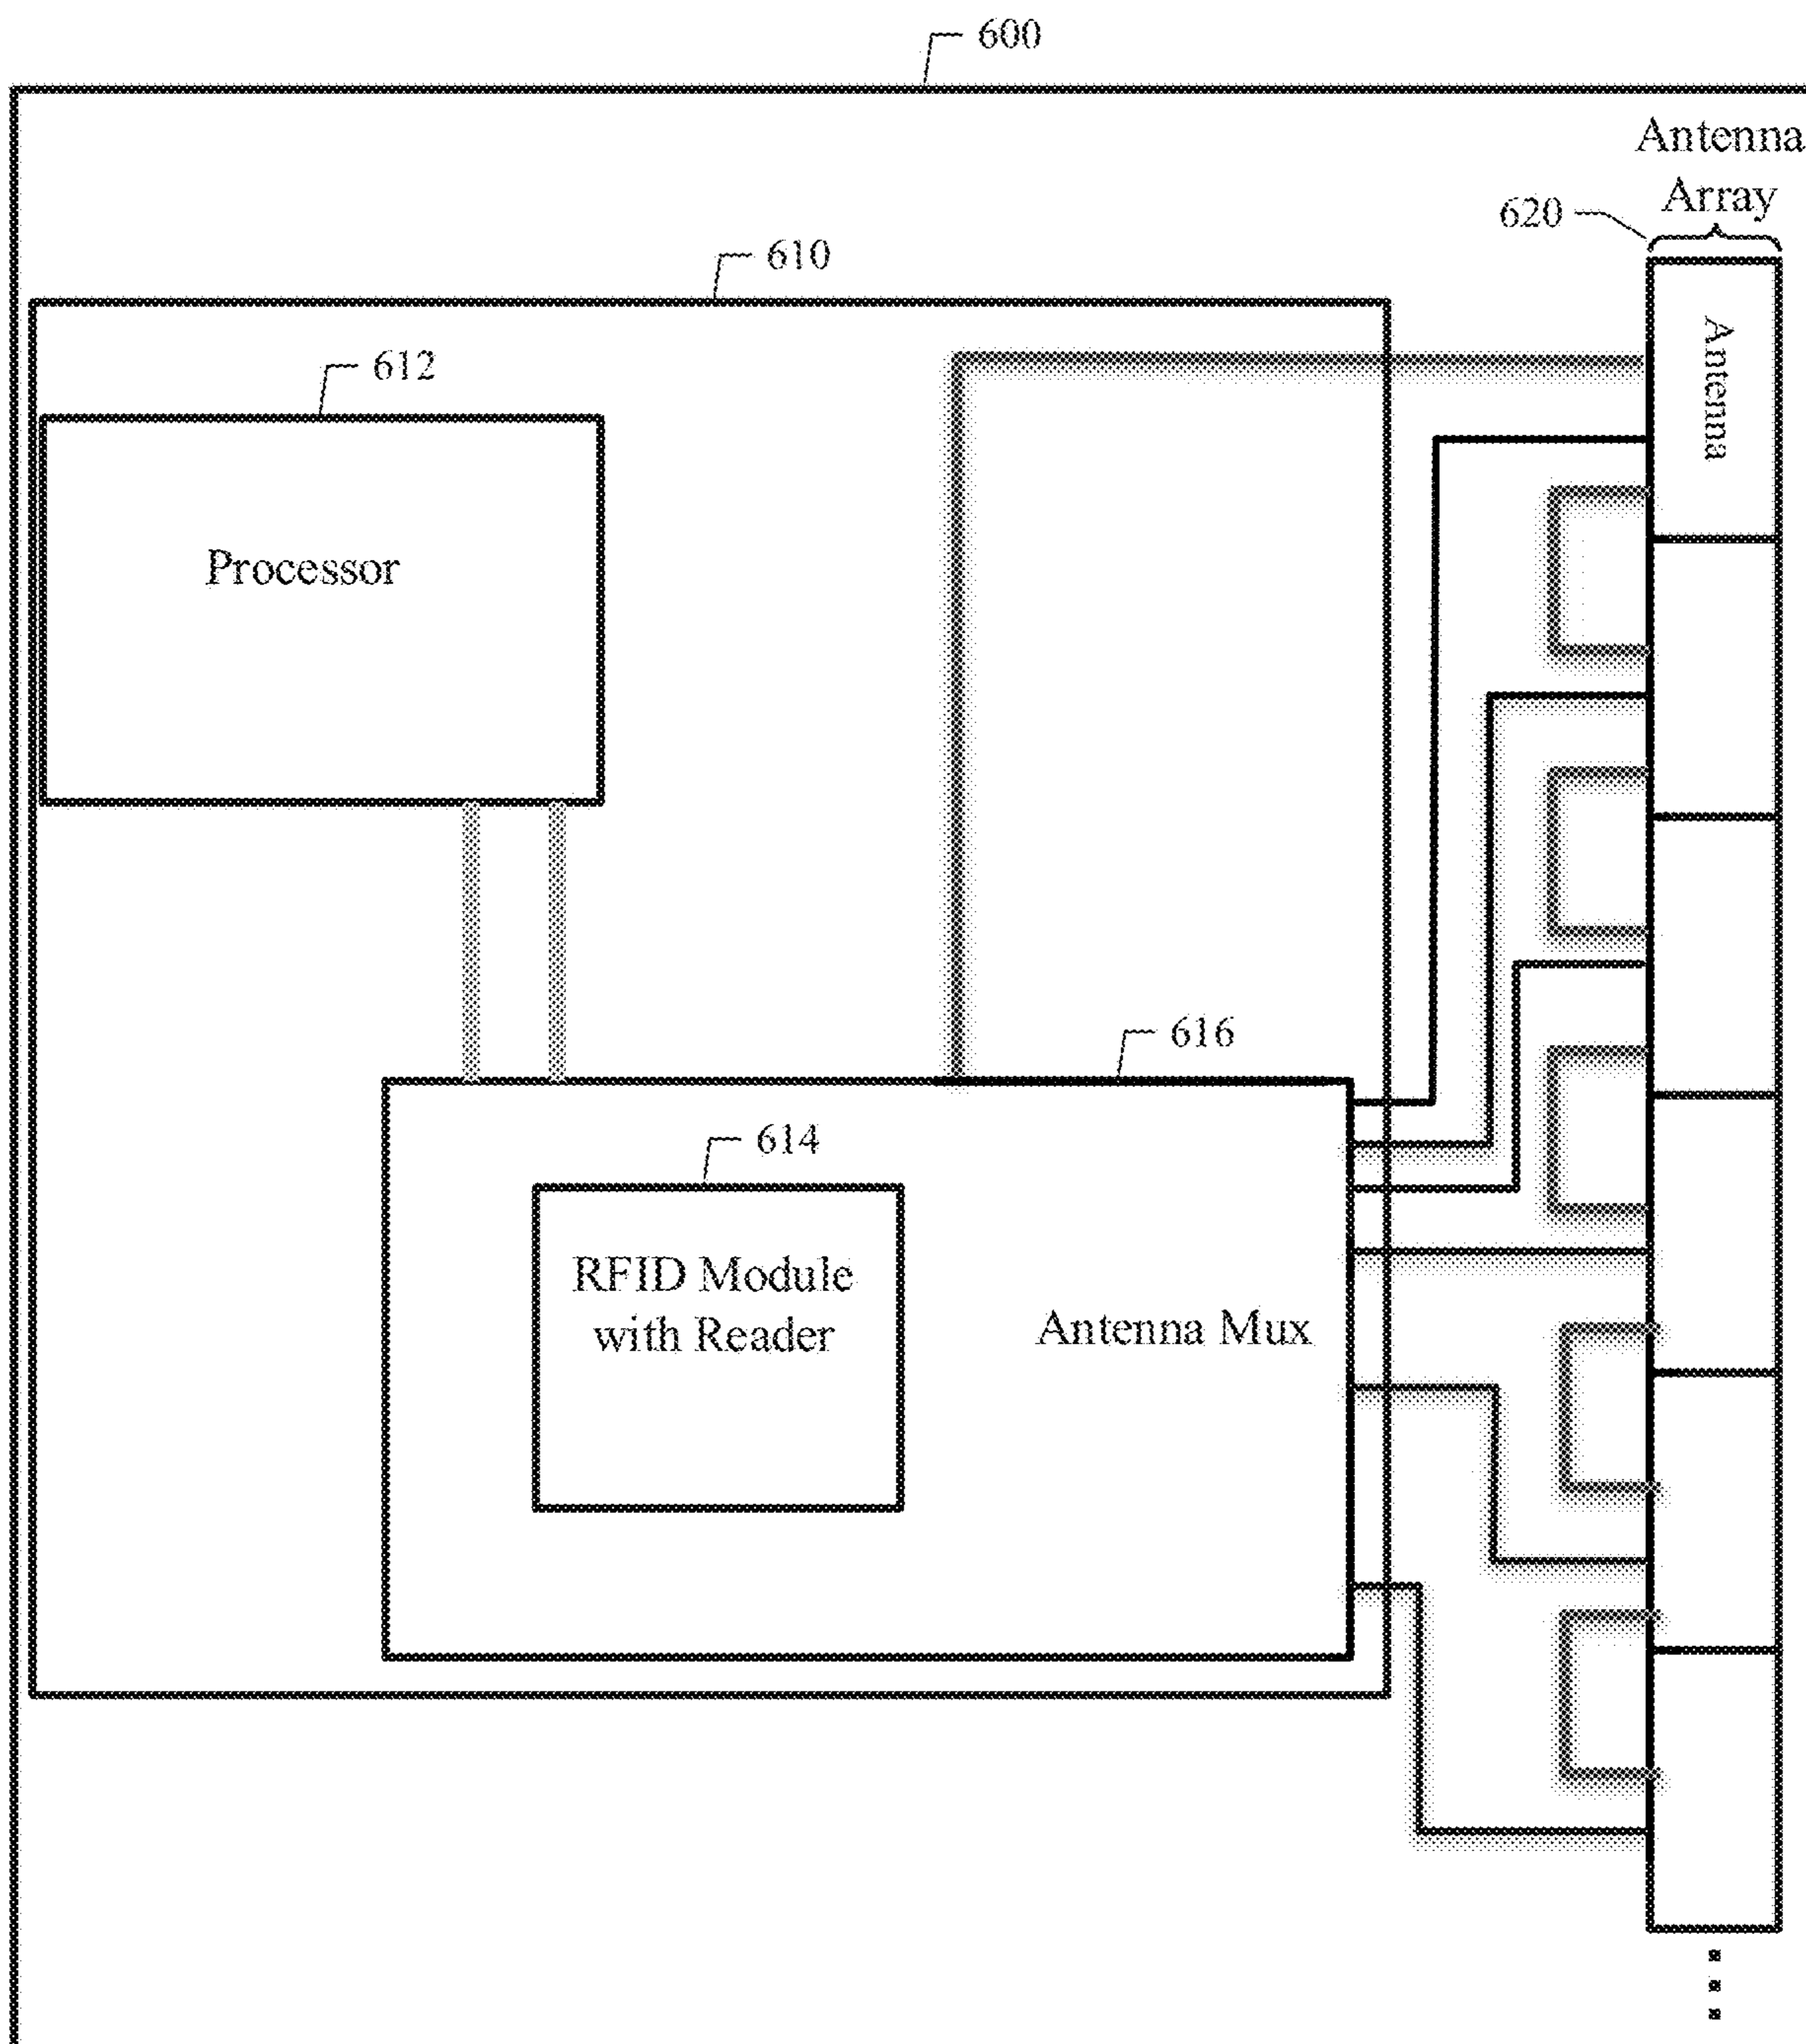 600
Antenna
Array
620
610
Antenna
612
Processor
616
614
RFID Module
with Reader
Antenna Mux